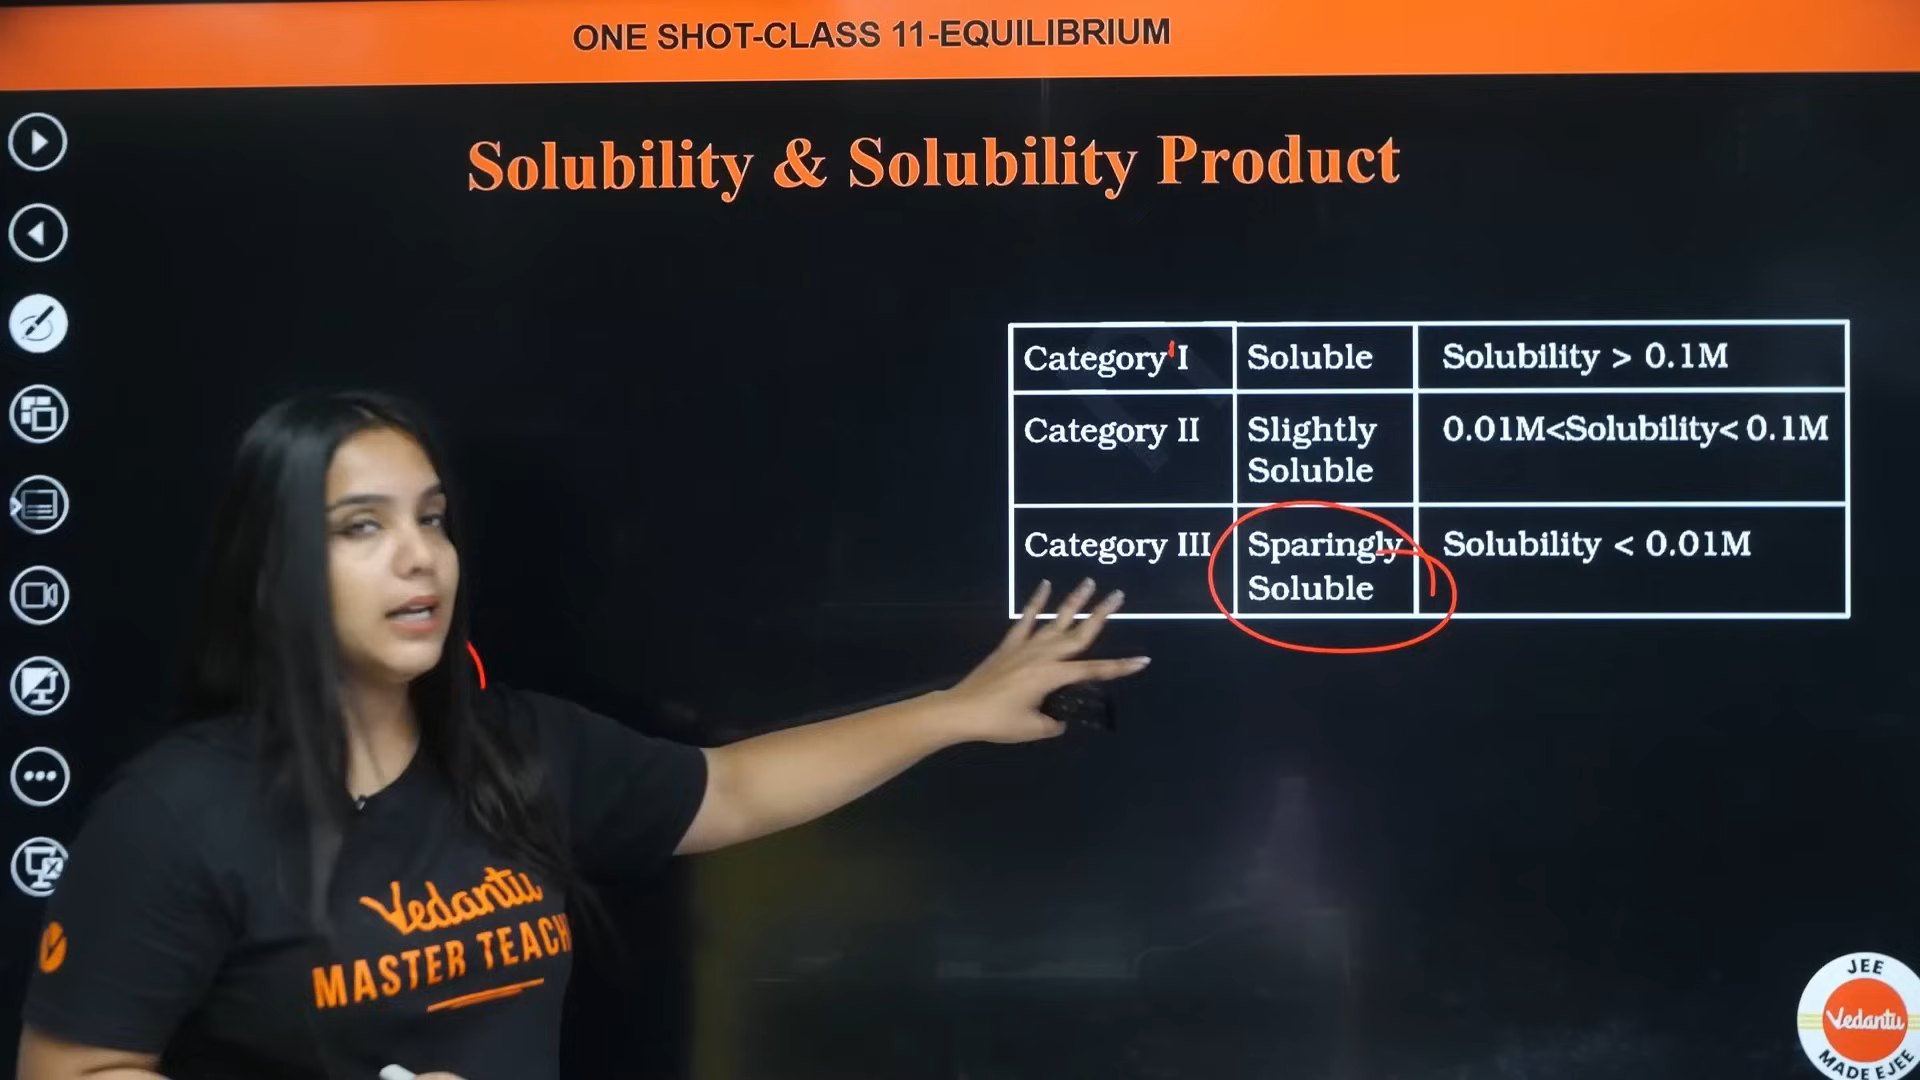 ONE SHOT-CLASS 11-EQUILIBRIUM
Solubility & Solubility Product
Category I Soluble Solubility > 0.1M
Category II Slightly Soluble 0.01M<Solubility< 0.1M
Category III Sparingly Soluble Solubility < 0.01M
Vedantu
MASTER TEACH
JEE
Vedantu
MADE EJEE